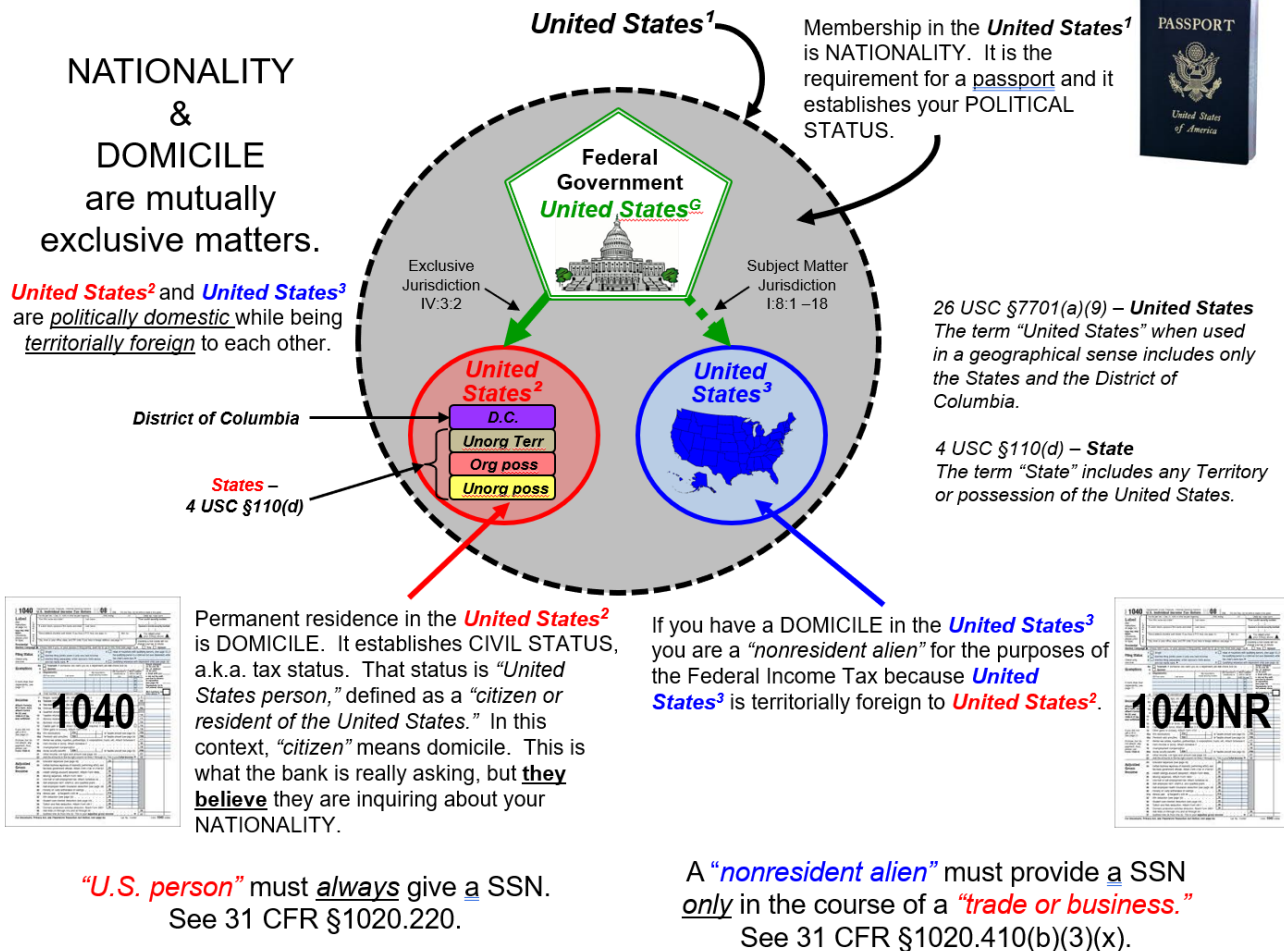 United States¹
NATIONALITY
&
DOMICILE
are mutually
exclusive matters.
United States² and United States³
are politically domestic while being
territorially foreign to each other.
Membership in the United States¹
is NATIONALITY. It is the
requirement for a passport and it
establishes your POLITICAL
STATUS.
PASSPORT
United States
of America
Federal
Government
United Statesᴳ
Exclusive
Jurisdiction
IV:3:2
Subject Matter
Jurisdiction
I:8:1 –18
United
States²
D.C.
Unorg Terr
Org poss
Unorg poss
United
States³
District of Columbia
States –
4 USC §110(d)
26 USC §7701(a)(9) – United States
The term “United States” when used
in a geographical sense includes only
the States and the District of
Columbia.
4 USC §110(d) – State
The term “State” includes any Territory
or possession of the United States.
1040
1040
Permanent residence in the United States²
is DOMICILE. It establishes CIVIL STATUS,
a.k.a. tax status. That status is “United
States person,” defined as a “citizen or
resident of the United States.” In this
context, “citizen” means domicile. This is
what the bank is really asking, but they
believe they are inquiring about your
NATIONALITY.
If you have a DOMICILE in the United States³
you are a “nonresident alien” for the purposes of
the Federal Income Tax because United
States³ is territorially foreign to United States².
1040
1040NR
“U.S. person” must always give a SSN.
See 31 CFR §1020.220.
A “nonresident alien” must provide a SSN
only in the course of a “trade or business.”
See 31 CFR §1020.410(b)(3)(x).